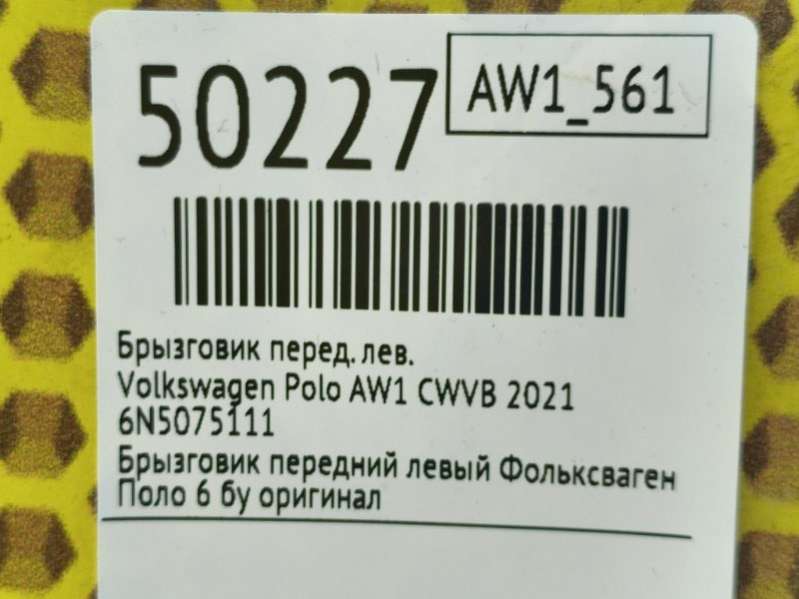 50227
AW1_561
Брызговик перед. лев.
Volkswagen Polo AW1 CWVB 2021
6N5075111
Брызговик передний левый Фольксваген
Поло 6 бу оригинал